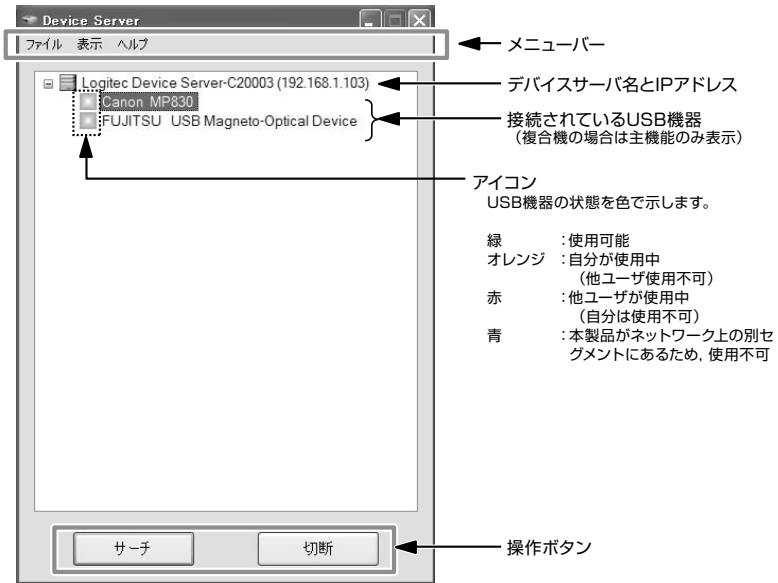 Device Server
ファイル 表示 ヘルプ
メニューバー
Logitec Device Server-C20003 (192.168.1.103)
デバイスサーバ名とIPアドレス
Canon MP830
FUJITSU USB Magneto-Optical Device
接続されているUSB機器
(複合機の場合は主機能のみ表示)
アイコン
USB機器の状態を色で示します。
緑 :使用可能
オレンジ :自分が使用中
(他ユーザ使用不可)
赤 :他ユーザが使用中
(自分は使用不可)
青 :本製品がネットワーク上の別セ
グメントにあるため, 使用不可
サーチ 切断
操作ボタン